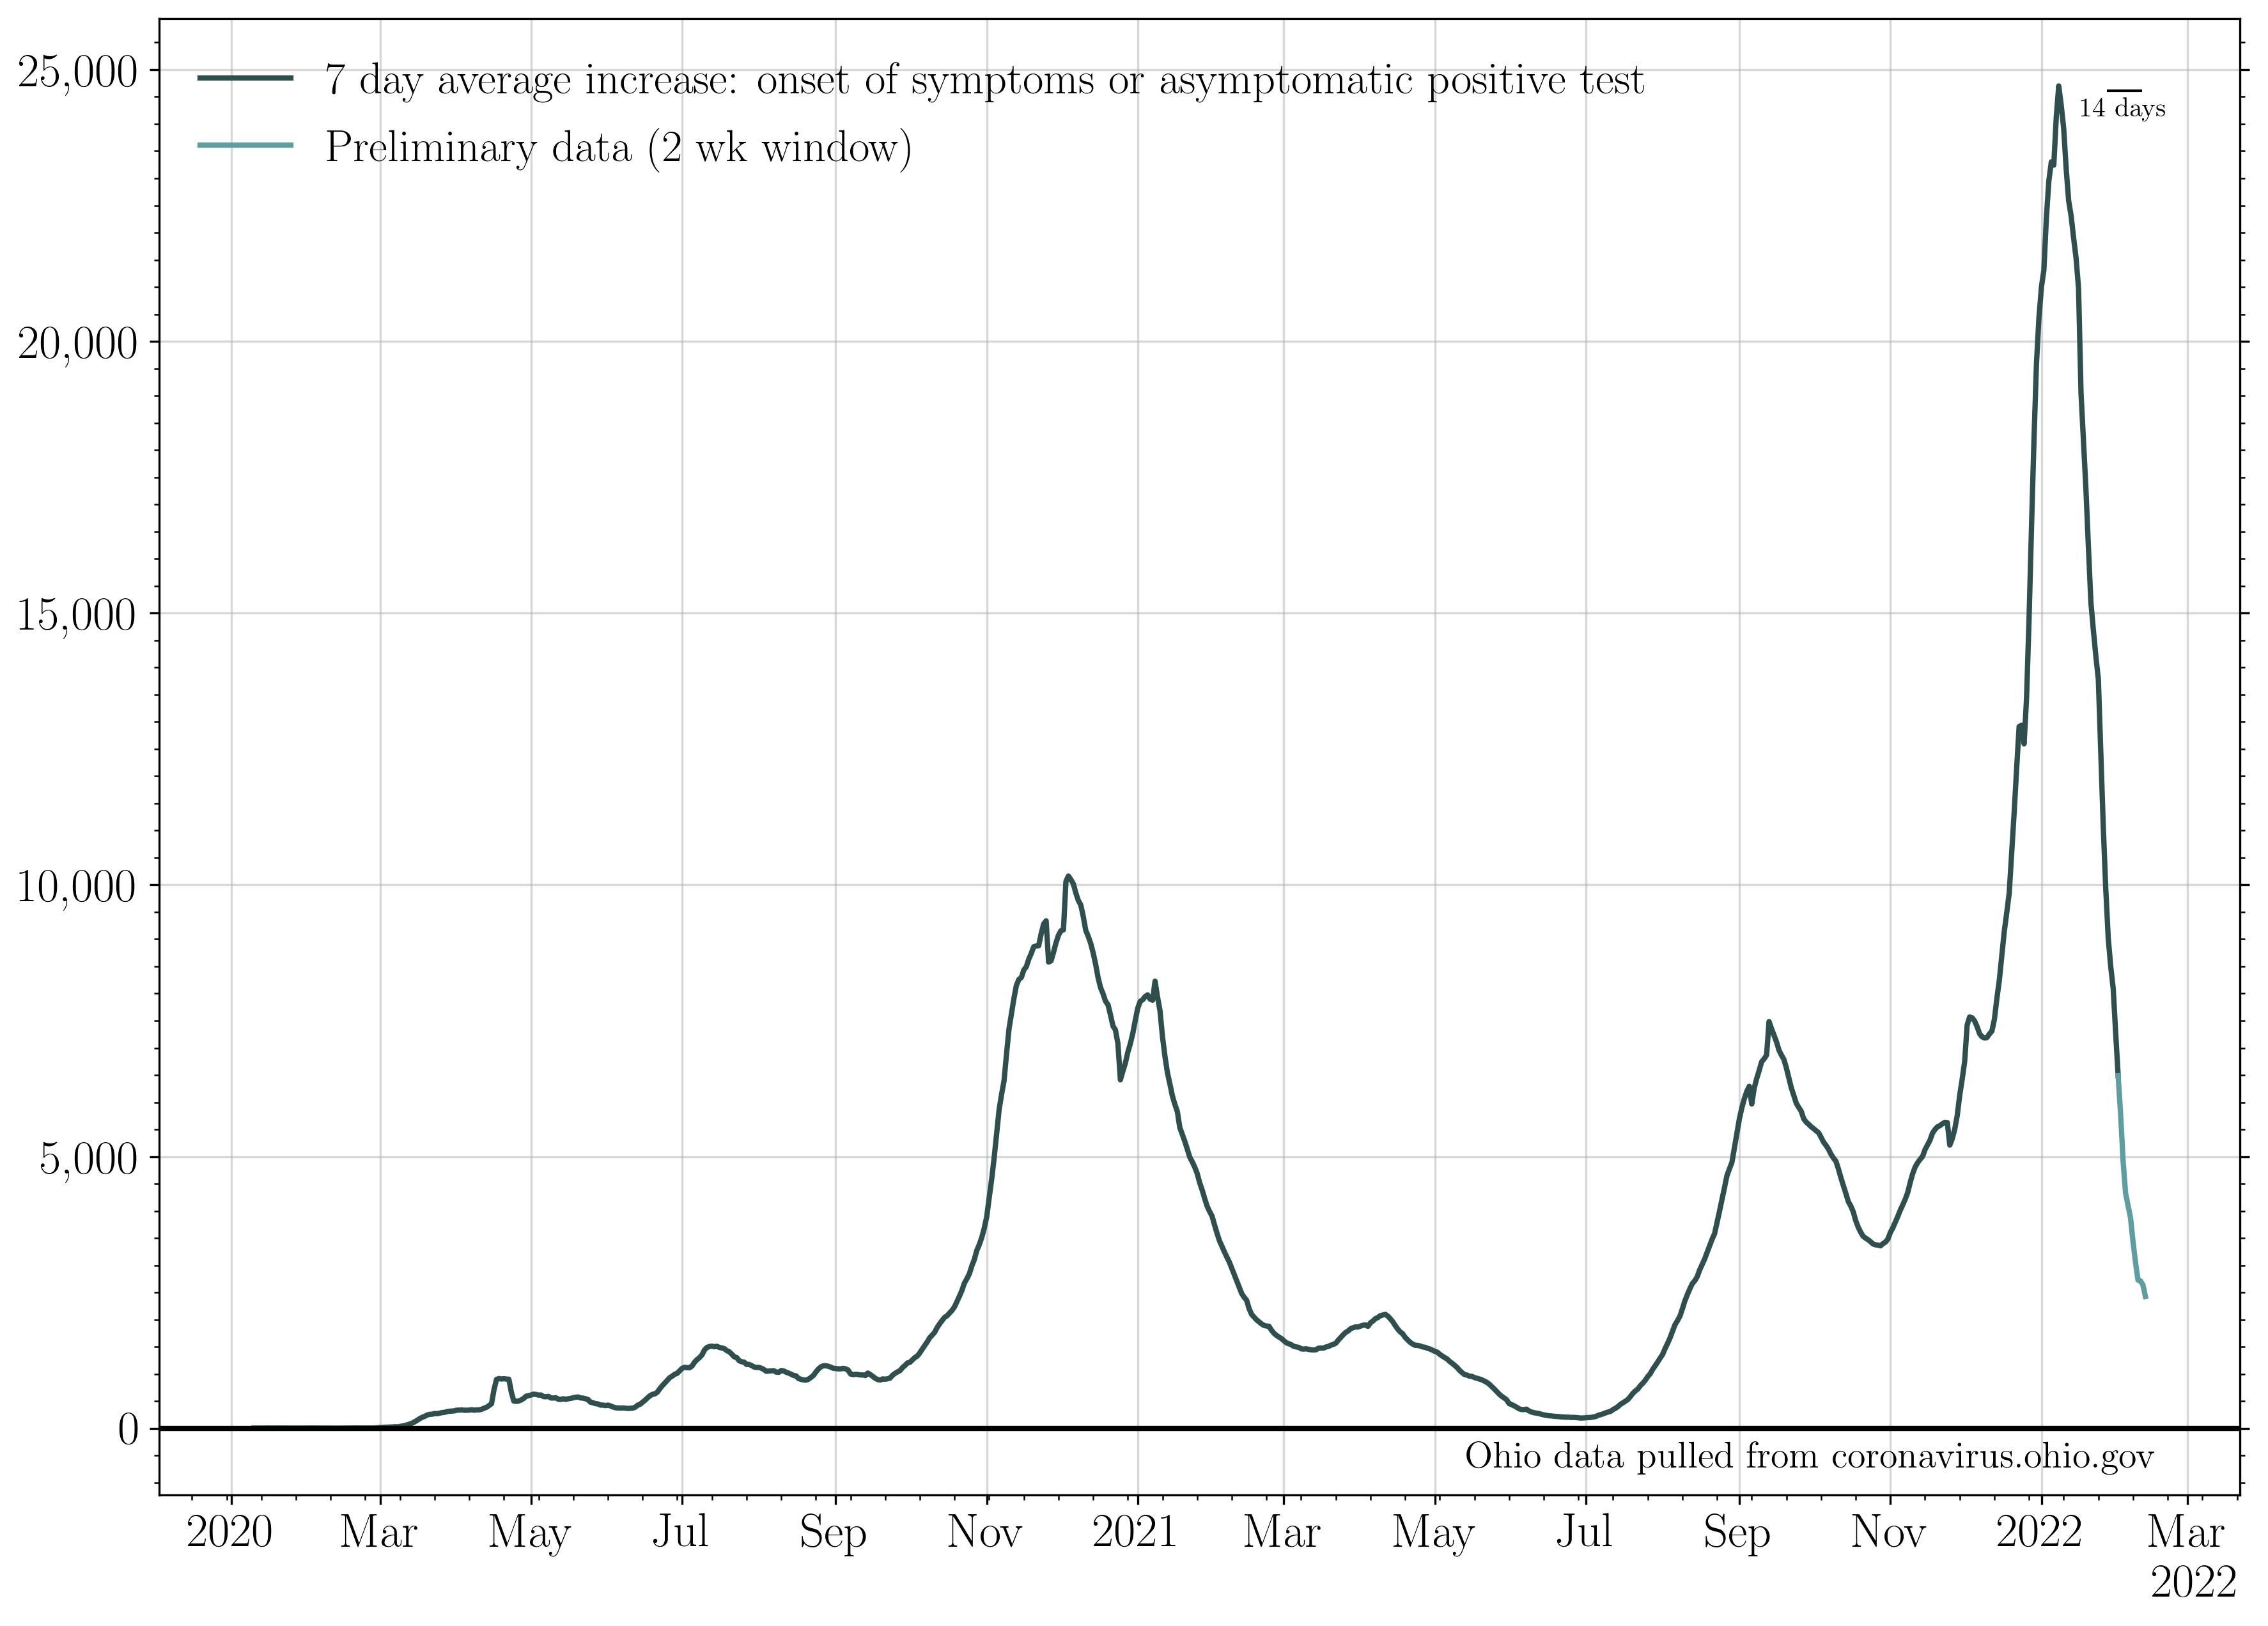 7 day average increase: onset of symptoms or asymptomatic positive test
Preliminary data (2 wk window)
14 days
25,000
20,000
15,000
10,000
5,000
0
Ohio data pulled from coronavirus.ohio.gov
2020 Mar May Jul Sep Nov 2021 Mar May Jul Sep Nov 2022 Mar
2022